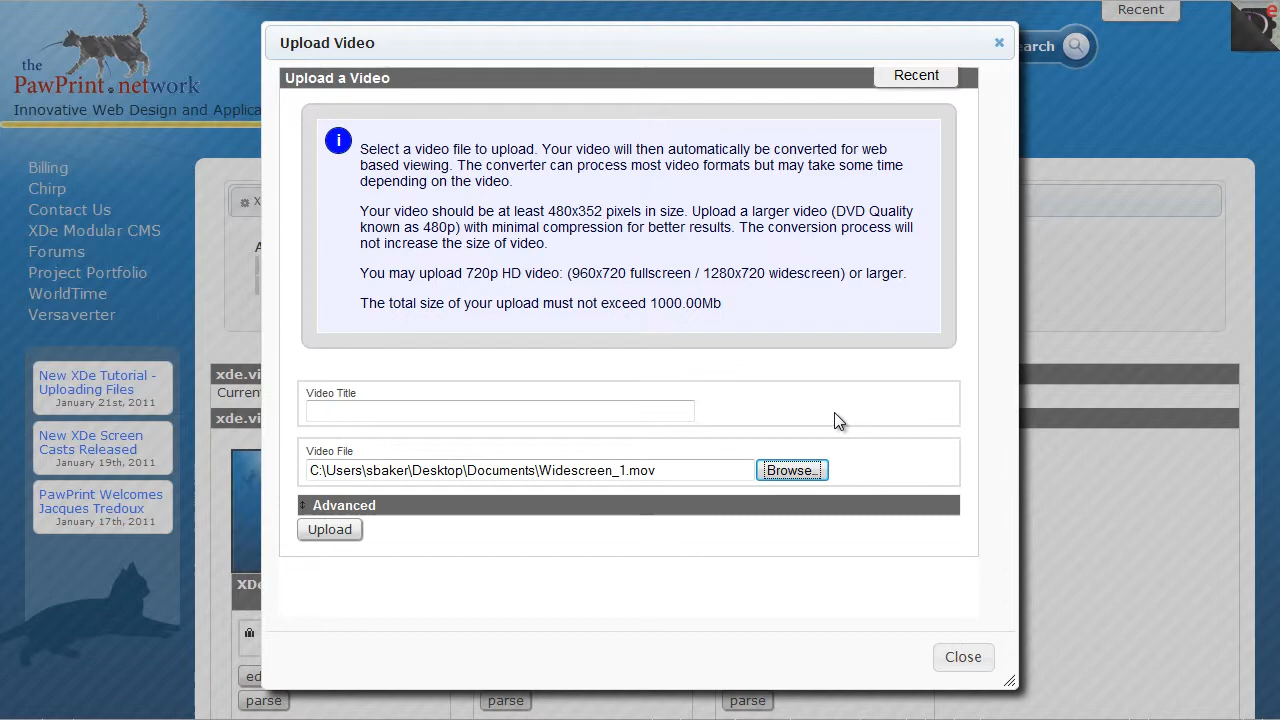 Recent
the
PawPrint.network
Innovative Web Design and Applica
earch
Billing
Chirp
Contact Us
XDe Modular CMS
Forums
Project Portfolio
WorldTime
Versaverter
New XDe Tutorial -
Uploading Files
January 21st, 2011
New XDe Screen
Casts Released
January 19th, 2011
PawPrint Welcomes
Jacques Tredoux
January 17th, 2011
Upload Video
Upload a Video
Recent
i
Select a video file to upload. Your video will then automatically be converted for web
based viewing. The converter can process most video formats but may take some time
depending on the video.
Your video should be at least 480x352 pixels in size. Upload a larger video (DVD Quality
known as 480p) with minimal compression for better results. The conversion process will
not increase the size of video.
You may upload 720p HD video: (960x720 fullscreen / 1280x720 widescreen) or larger.
The total size of your upload must not exceed 1000.00Mb
Video Title
Video File
C:\Users\sbaker\Desktop\Documents\Widescreen_1.mov
Browse...
Advanced
Upload
Close
xde.vi
Current
xde.vi
XDe
ed
parse
parse
parse